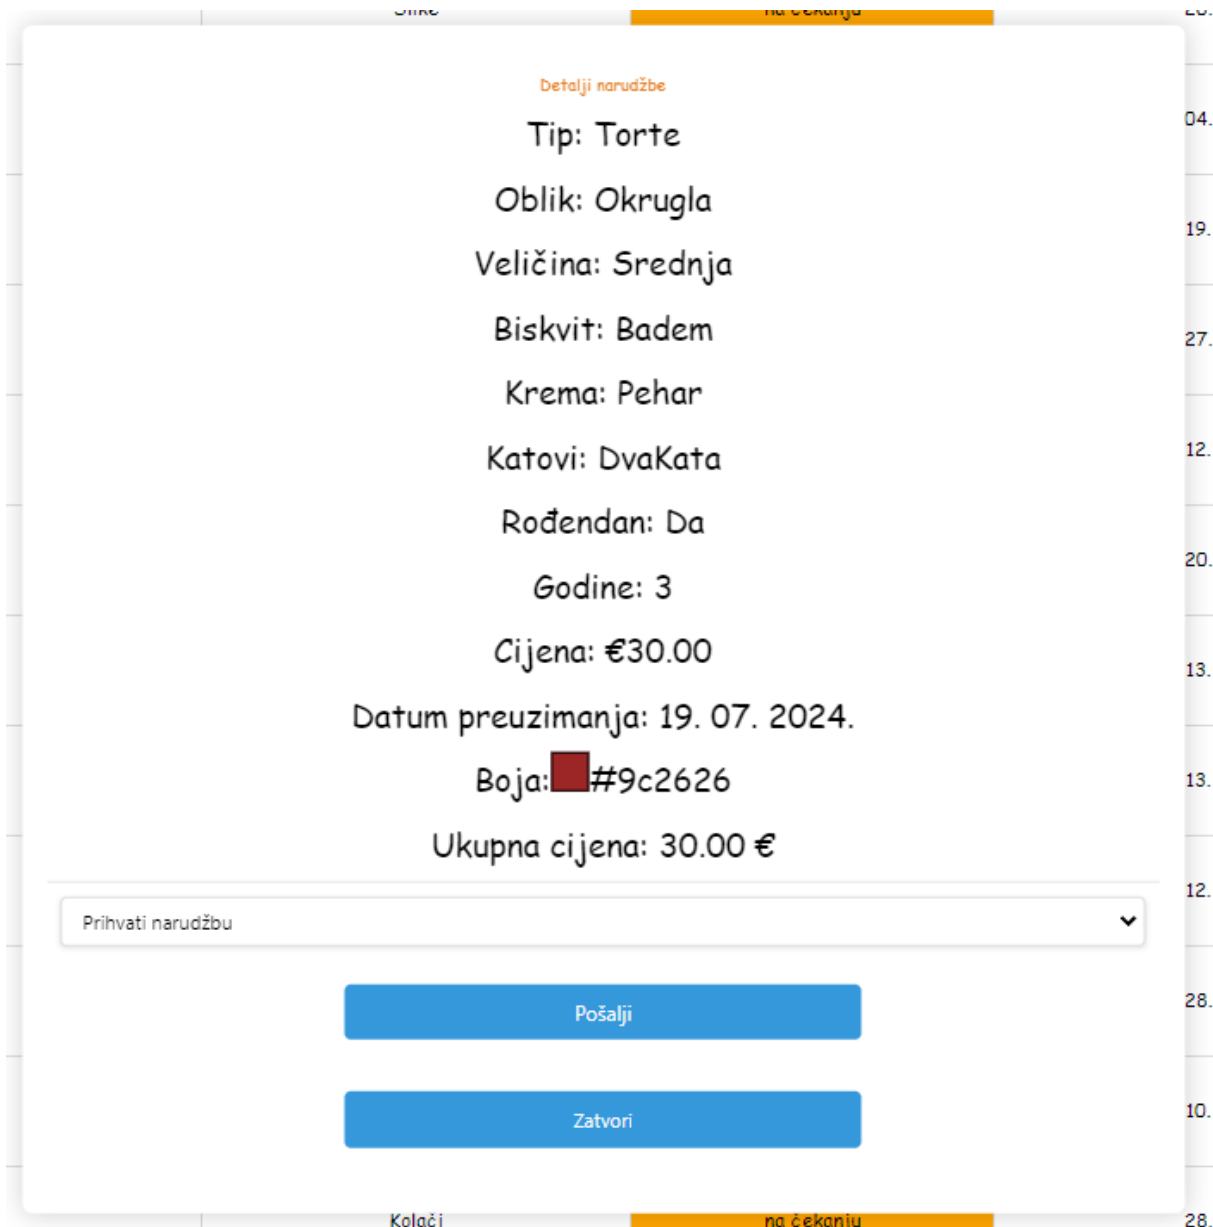 na čekanju
Detalji narudžbe
Tip: Torte
04.
Oblik: Okrugla
19.
Veličina: Srednja
Biskvit: Badem
27.
Krema: Pehar
Katovi: DvaKata
12.
Rođendan: Da
20.
Godine: 3
Cijena: €30.00
13.
Datum preuzimanja: 19. 07. 2024.
Boja: #9c2626
13.
Ukupna cijena: 30.00 €
12.
Prihvati narudžbu
Pošalji
28.
Zatvori
10.
Kolači
na čekanju
28.